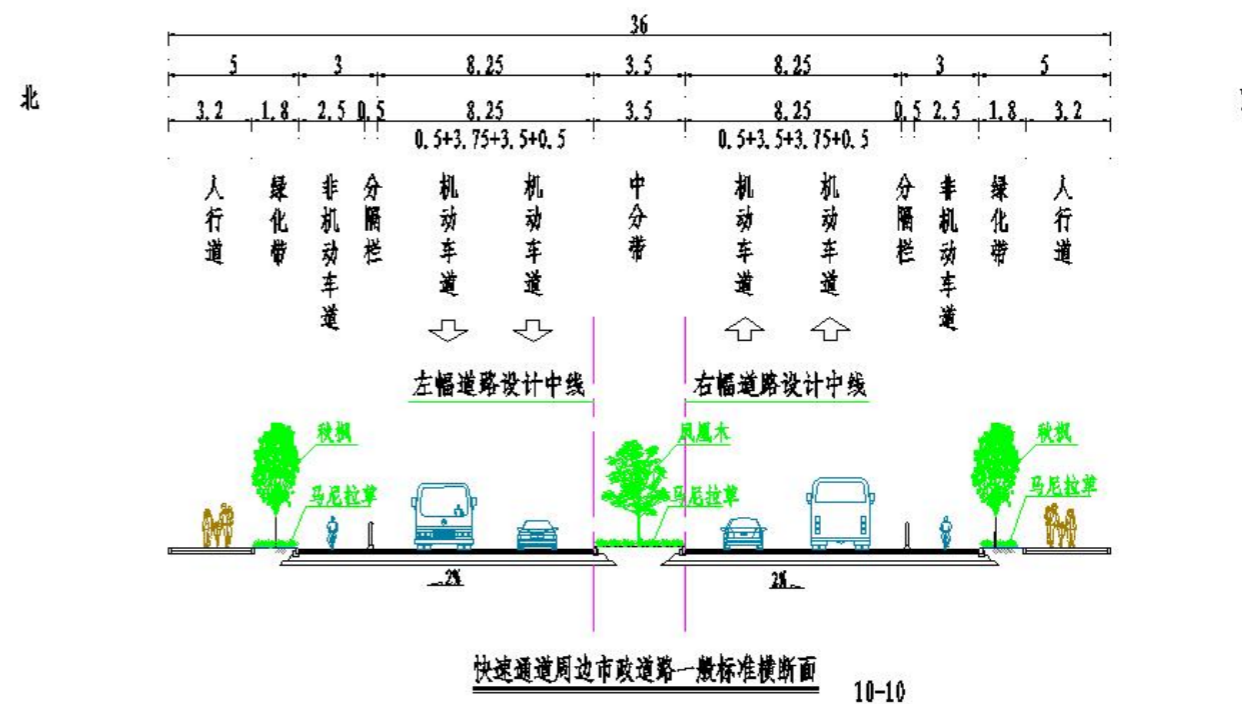 36
5 3 8.25 3.5 8.25 3 5
北
3.2 1.8 2.5 0.5 8.25 3.5 8.25 0.5 2.5 1.8 3.2
0.5+3.75+3.5+0.5 0.5+3.5+3.75+0.5
人行道
绿化带
非机动车道
分隔栏
机动车道
机动车道
中分带
机动车道
机动车道
分隔栏
非机动车道
绿化带
人行道
左幅道路设计中线 右幅道路设计中线
秋枫 凤凰木 秋枫
马尼拉草 马尼拉草 马尼拉草
2% 2%
快速通道周边市政道路一般标准横断面
10-10